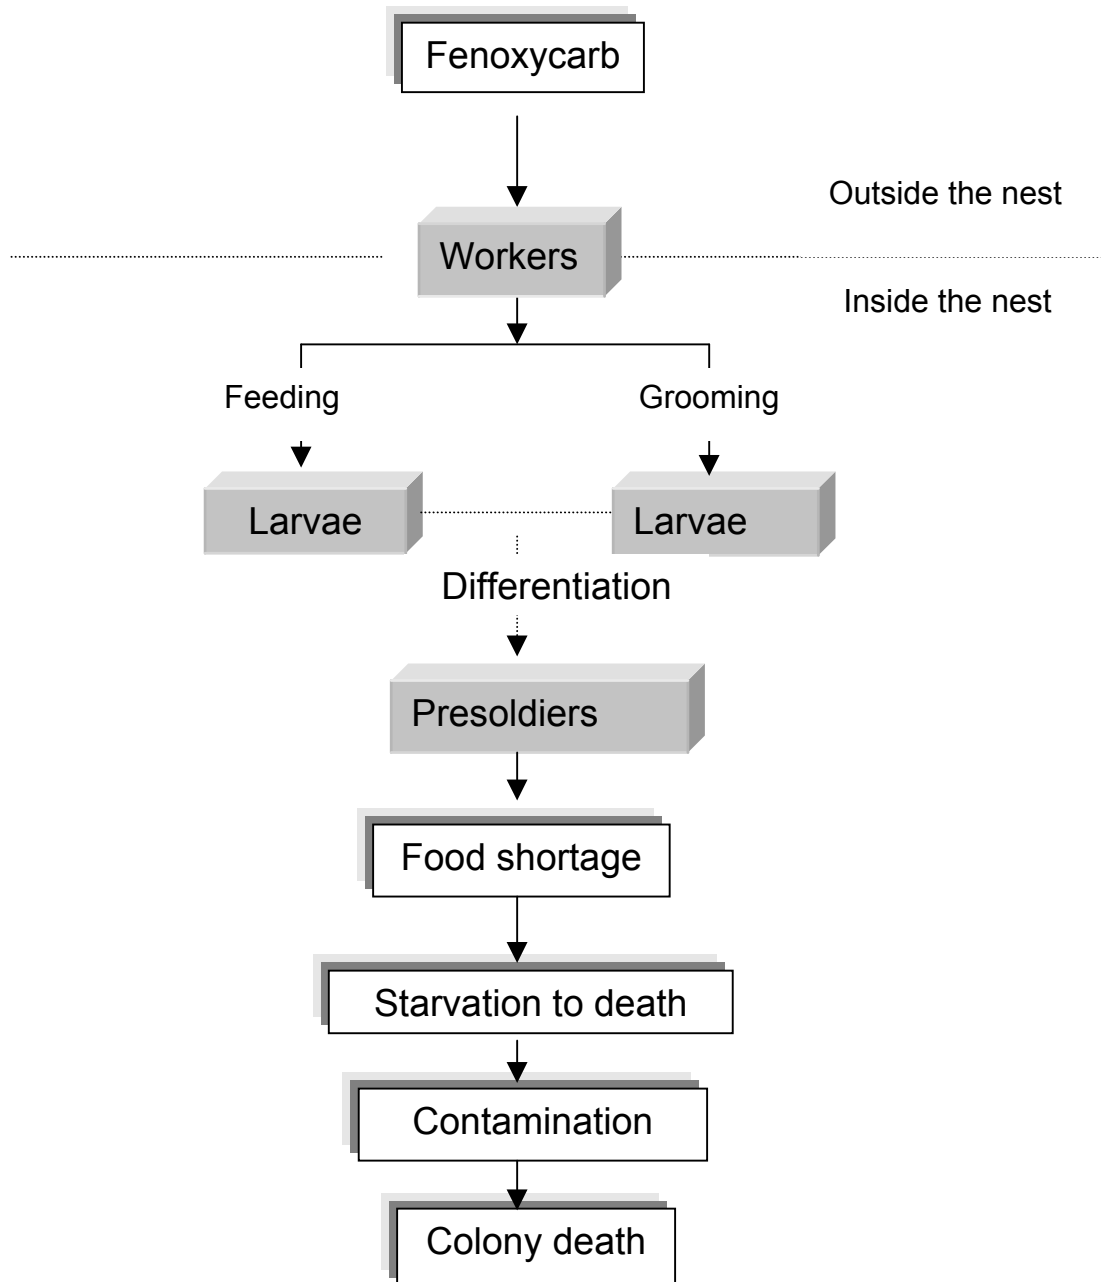 Fenoxycarb
Outside the nest
Workers
Inside the nest
Feeding
Grooming
Larvae
Larvae
Differentiation
Presoldiers
Food shortage
Starvation to death
Contamination
Colony death